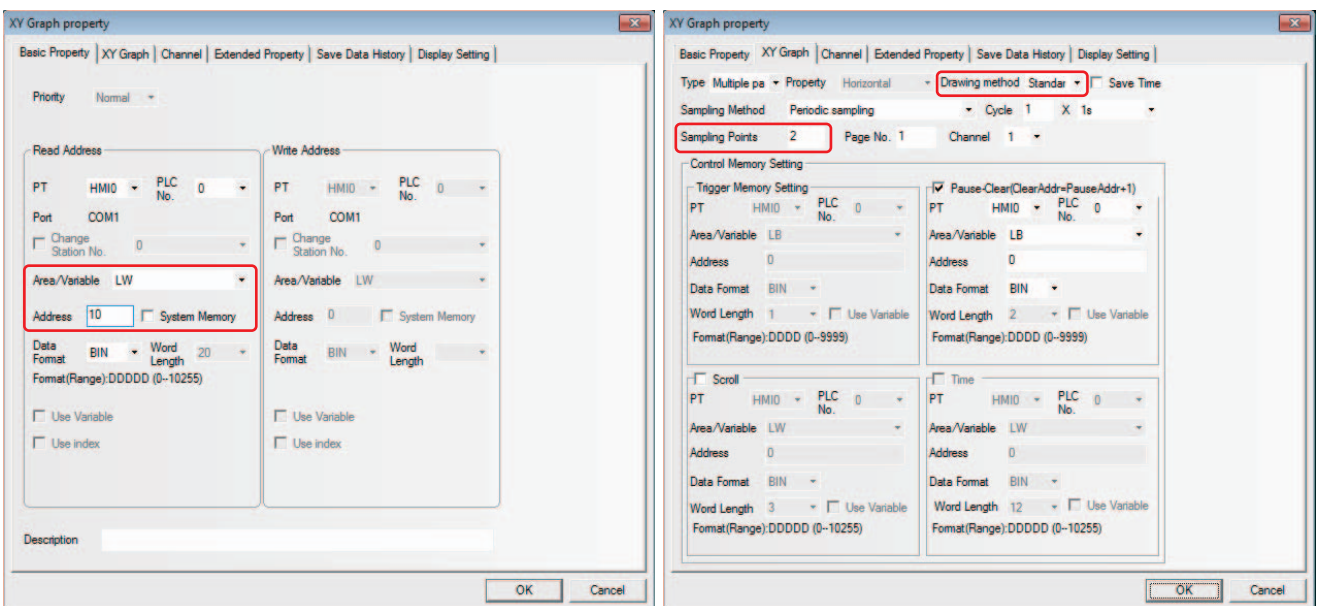 XY Graph property
Basic Property XY Graph Channel Extended Property Save Data History Display Setting
Priority Normal
Read Address
PT HMI0 PLC No. 0
Port COM1
Change Station No. 0
Area/Variable LW
Address 10 System Memory
Data Format BIN Word Length 20
Format(Range):DDDDD (0--10255)
Use Variable
Use index
Write Address
PT HMI0 PLC No. 0
Port COM1
Change Station No. 0
Area/Variable LW
Address 0 System Memory
Data Format BIN Word Length
Use Variable
Use index
Description
OK Cancel
XY Graph property
Basic Property XY Graph Channel Extended Property Save Data History Display Setting
Type Multiple pa Property Horizontal Drawing method Standar Save Time
Sampling Method Periodic sampling Cycle 1 X 1s
Sampling Points 2 Page No. 1 Channel 1
Control Memory Setting
Trigger Memory Setting
PT HMI0 PLC No. 0
Area/Variable LB
Address 0
Data Format BIN
Word Length 1 Use Variable
Format(Range):DDDD (0--9999)
Pause-Clear(ClearAddr=PauseAddr+1)
PT HMI0 PLC No. 0
Area/Variable LB
Address 0
Data Format BIN
Word Length 2 Use Variable
Format(Range):DDDD (0--9999)
Scroll
PT HMI0 PLC No. 0
Area/Variable LW
Address 0
Data Format BIN
Word Length 3 Use Variable
Format(Range):DDDDD (0--10255)
Time
PT HMI0 PLC No. 0
Area/Variable LW
Address 0
Data Format BIN
Word Length 12 Use Variable
Format(Range):DDDDD (0--10255)
OK Cancel